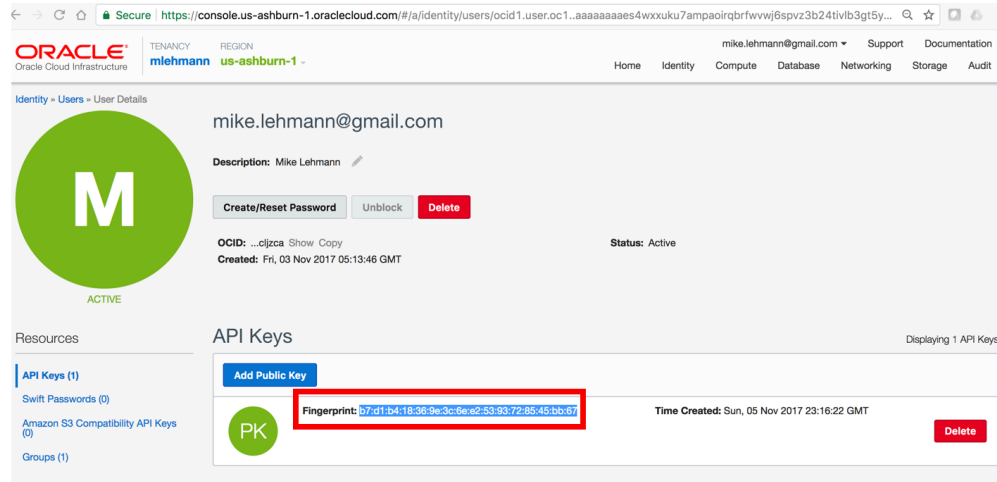 Secure https://console.us-ashburn-1.oraclecloud.com/#/a/identity/users/ocid1.user.oc1..aaaaaaaaes4wxxuku7ampaoirqbrfwvwj6spvz3b24tivlb3gt5y...
ORACLE
Oracle Cloud Infrastructure
TENANCY
mlehmann
REGION
us-ashburn-1
mike.lehmann@gmail.com Support Documentation
Home Identity Compute Database Networking Storage Audit
Identity » Users » User Details
M
ACTIVE
mike.lehmann@gmail.com
Description: Mike Lehmann
Create/Reset Password Unblock Delete
OCID: ...cljzca Show Copy
Status: Active
Created: Fri, 03 Nov 2017 05:13:46 GMT
Resources
API Keys (1)
Swift Passwords (0)
Amazon S3 Compatibility API Keys
(0)
Groups (1)
API Keys
Displaying 1 API Keys
Add Public Key
PK
Fingerprint: b7:d1:b4:18:36:9e:3c:6e:e2:53:93:72:85:45:bb:67
Time Created: Sun, 05 Nov 2017 23:16:22 GMT
Delete